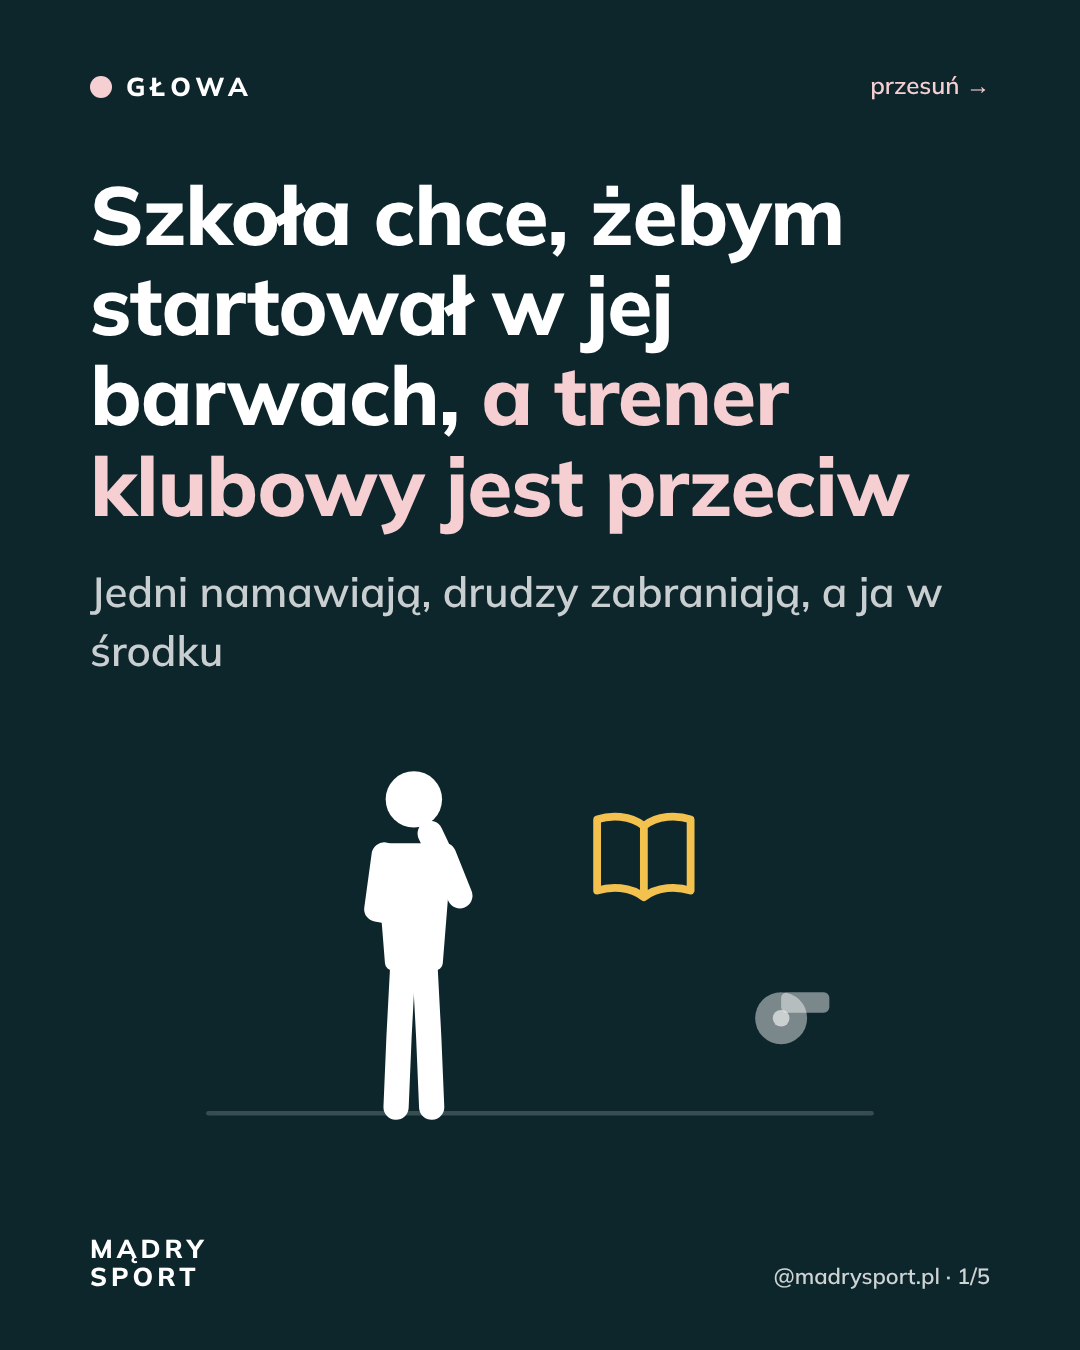 GŁOWA
przesuń →
Szkoła chce, żebym
startował w jej
barwach, a trener
klubowy jest przeciw
Jedni namawiają, drudzy zabraniają, a ja w
środku
MĄDRY
SPORT
@madrysport.pl · 1/5